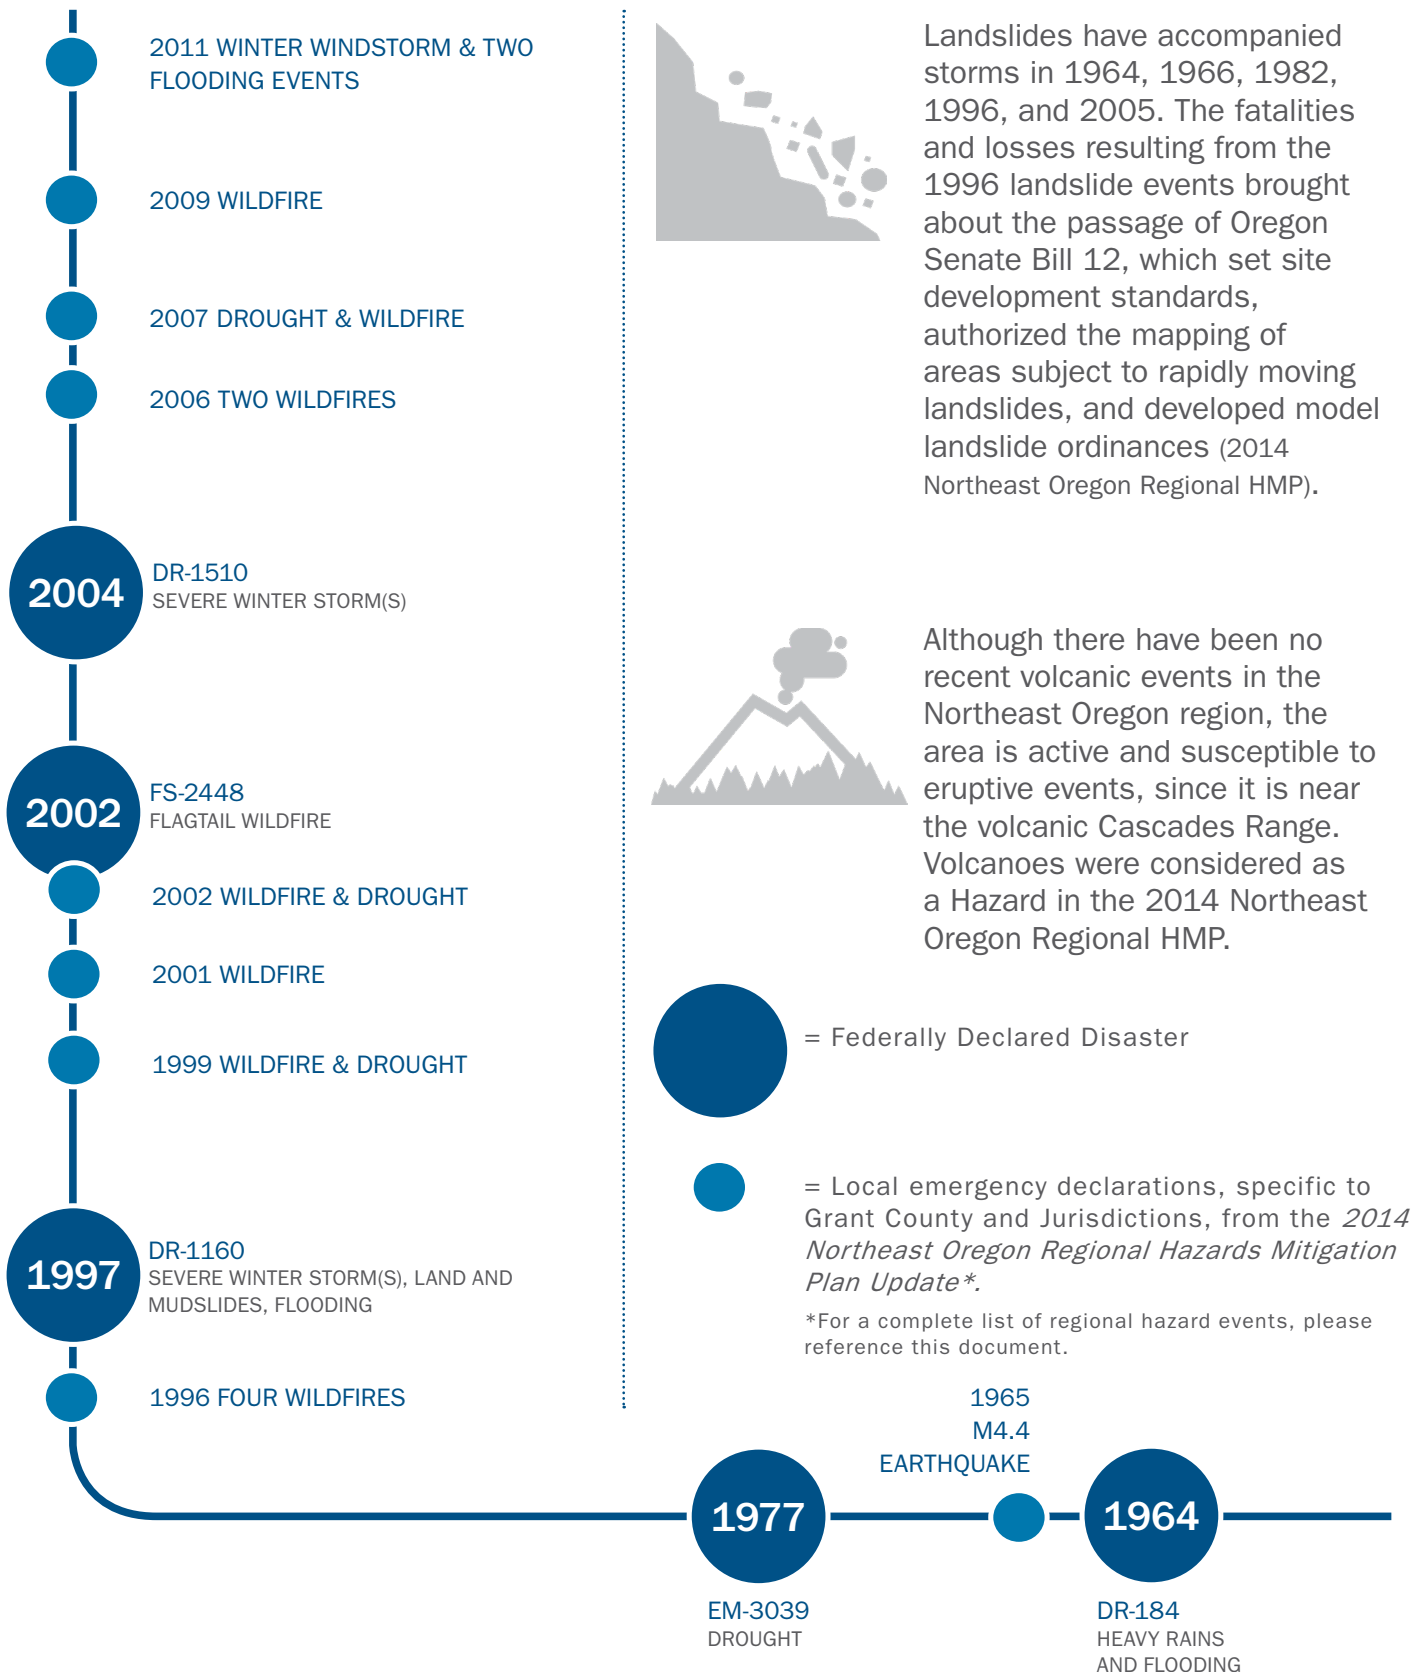 2011 WINTER WINDSTORM & TWO
FLOODING EVENTS
2009 WILDFIRE
2007 DROUGHT & WILDFIRE
2006 TWO WILDFIRES
2004
DR-1510
SEVERE WINTER STORM(S)
2002
FS-2448
FLAGTAIL WILDFIRE
2002 WILDFIRE & DROUGHT
2001 WILDFIRE
1999 WILDFIRE & DROUGHT
1997
DR-1160
SEVERE WINTER STORM(S), LAND AND
MUDSLIDES, FLOODING
1996 FOUR WILDFIRES
Landslides have accompanied
storms in 1964, 1966, 1982,
1996, and 2005. The fatalities
and losses resulting from the
1996 landslide events brought
about the passage of Oregon
Senate Bill 12, which set site
development standards,
authorized the mapping of
areas subject to rapidly moving
landslides, and developed model
landslide ordinances (2014
Northeast Oregon Regional HMP).
Although there have been no
recent volcanic events in the
Northeast Oregon region, the
area is active and susceptible to
eruptive events, since it is near
the volcanic Cascades Range.
Volcanoes were considered as
a Hazard in the 2014 Northeast
Oregon Regional HMP.
= Federally Declared Disaster
= Local emergency declarations, specific to
Grant County and Jurisdictions, from the 2014
Northeast Oregon Regional Hazards Mitigation
Plan Update*.
*For a complete list of regional hazard events, please
reference this document.
1965
M4.4
EARTHQUAKE
1977
EM-3039
DROUGHT
1964
DR-184
HEAVY RAINS
AND FLOODING